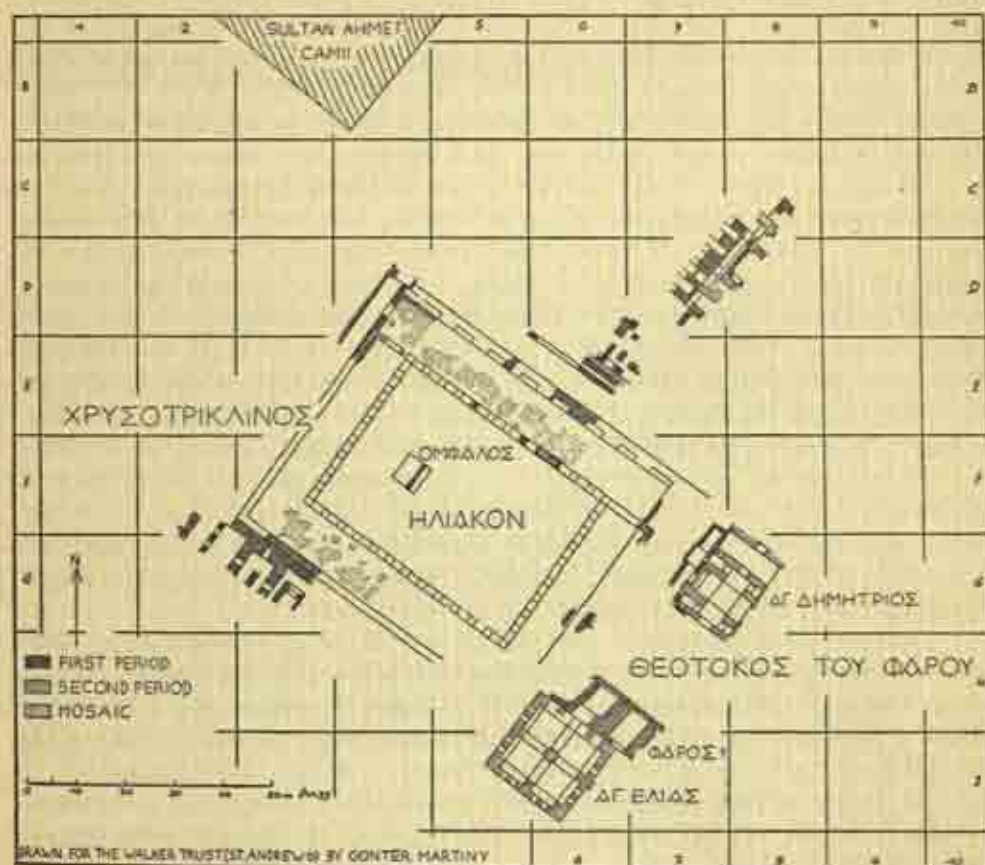 SULTAN AHMET
CAMII
ΧΡΥΣΟΤΡΙΚΛΙΝΟΣ
ΟΜΦΑΛΟΣ
ΗΛΙΑΚΟΝ
ΑΓ ΔΗΜΗΤΡΙΟΣ
ΘΕΟΤΟΚΟΣ ΤΟΥ ΦΑΡΟΥ
ΦΑΡΟΣ?
ΑΓ ΕΛΙΑΣ
N
FIRST PERIOD
SECOND PERIOD
MOSAIC
DRAWN FOR THE WALKER TRUST (ST. ANDREWS) BY GÜNTER MARTINY